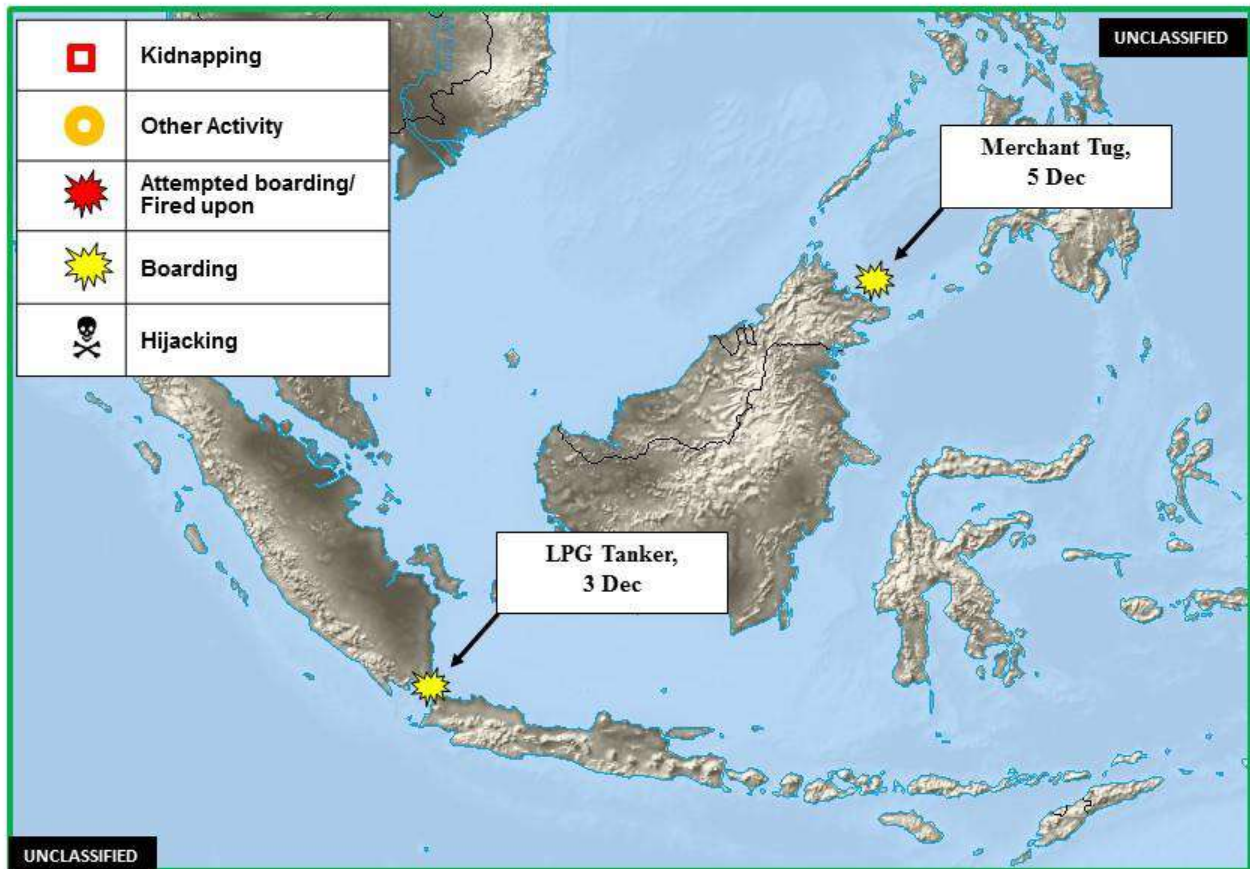 UNCLASSIFIED
Kidnapping
Other Activity
Attempted boarding/
Fired upon
Boarding
Hijacking
Merchant Tug,
5 Dec
LPG Tanker,
3 Dec
UNCLASSIFIED